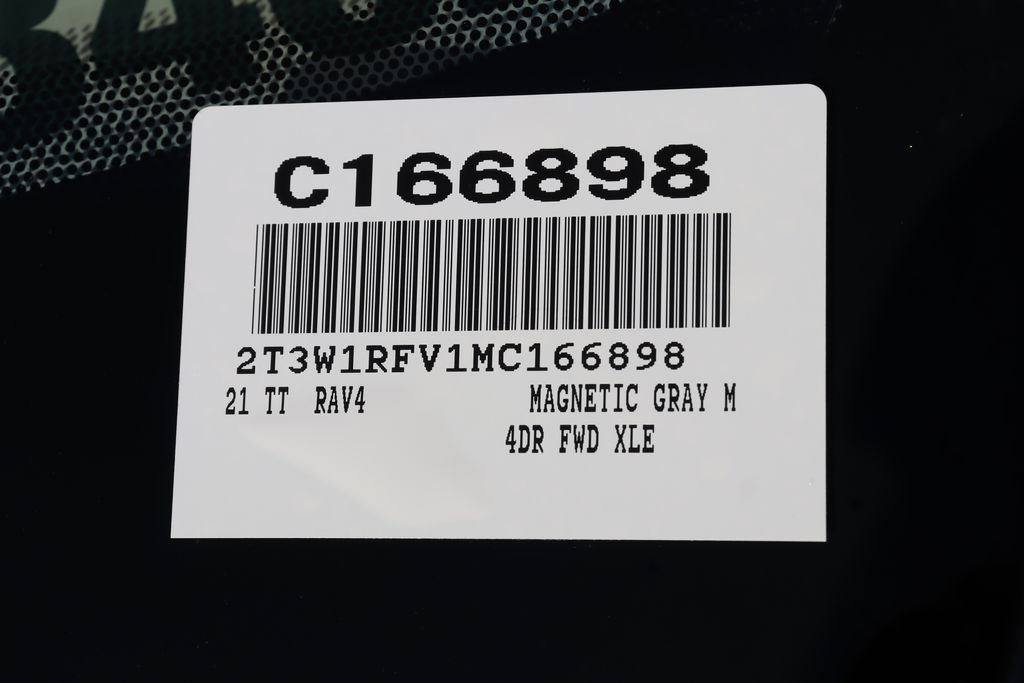 C166898
2T3W1RFV1MC166898
21 TT RAV4 MAGNETIC GRAY M
4DR FWD XLE